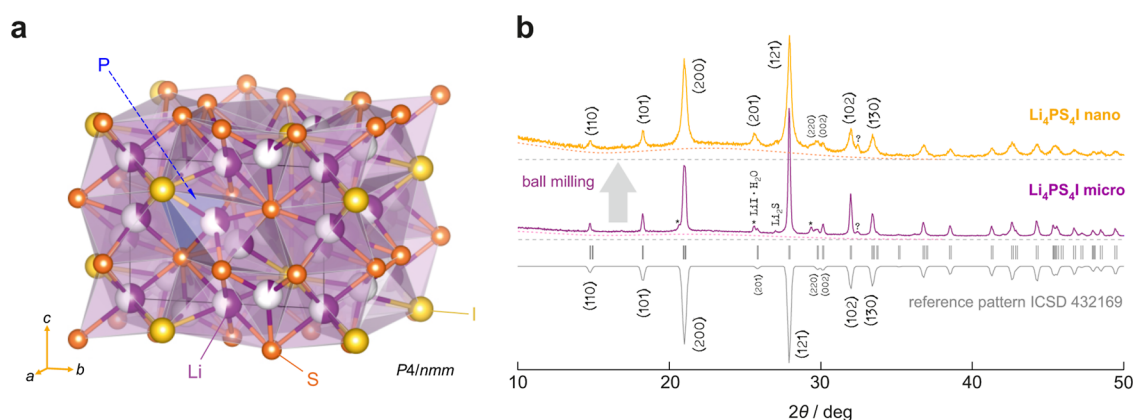 a
P
c
a
b
Li
S
I
P4/nmm
b
(110)
(101)
(200)
(201)
(121)
(220)
(002)
(102)
?
(130)
Li₄PS₄I nano
ball milling
*
*
LiI·H₂O
Li₂S
*
?
Li₄PS₄I micro
(110)
(101)
(200)
(201)
(121)
(220)
(002)
(102)
(130)
reference pattern ICSD 432169
10
20
30
40
50
2θ / deg